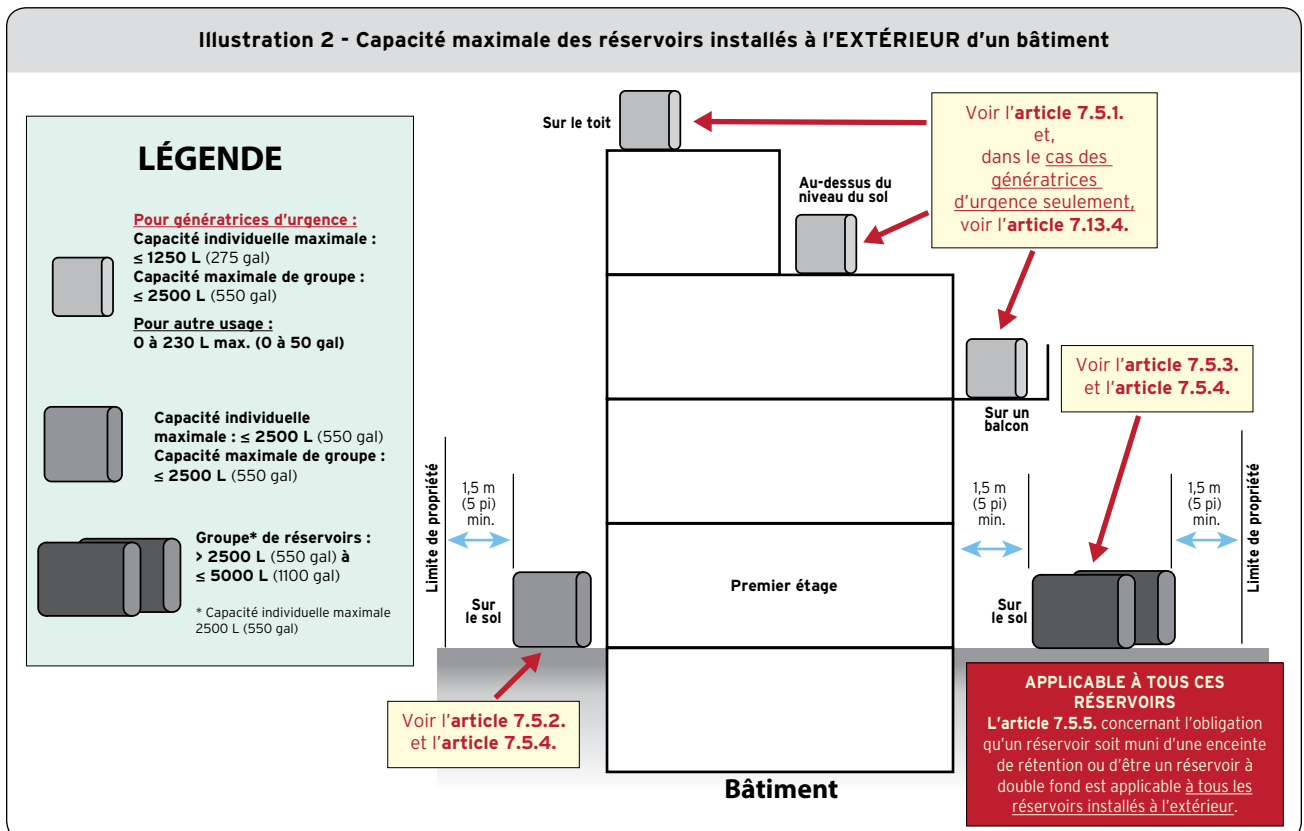 Illustration 2 - Capacité maximale des réservoirs installés à l'EXTÉRIEUR d'un bâtiment
LÉGENDE
Pour génératrices d'urgence :
Capacité individuelle maximale :
≤ 1250 L (275 gal)
Capacité maximale de groupe :
≤ 2500 L (550 gal)
Pour autre usage :
0 à 230 L max. (0 à 50 gal)
Capacité individuelle
maximale : ≤ 2500 L (550 gal)
Capacité maximale de groupe :
≤ 2500 L (550 gal)
Groupe* de réservoirs :
> 2500 L (550 gal) à
≤ 5000 L (1100 gal)
* Capacité individuelle maximale
2500 L (550 gal)
Sur le toit
Au-dessus du
niveau du sol
Voir l'article 7.5.1.
et,
dans le cas des
génératrices
d'urgence seulement,
voir l'article 7.13.4.
Sur un
balcon
Voir l'article 7.5.3.
et l'article 7.5.4.
Limite de propriété
1,5 m
(5 pi)
min.
Sur
le sol
Premier étage
1,5 m
(5 pi)
min.
Sur
le sol
1,5 m
(5 pi)
min.
Limite de propriété
Voir l'article 7.5.2.
et l'article 7.5.4.
Bâtiment
APPLICABLE À TOUS CES
RÉSERVOIRS
L'article 7.5.5. concernant l'obligation
qu'un réservoir soit muni d'une enceinte
de rétention ou d'être un réservoir à
double fond est applicable à tous les
réservoirs installés à l'extérieur.